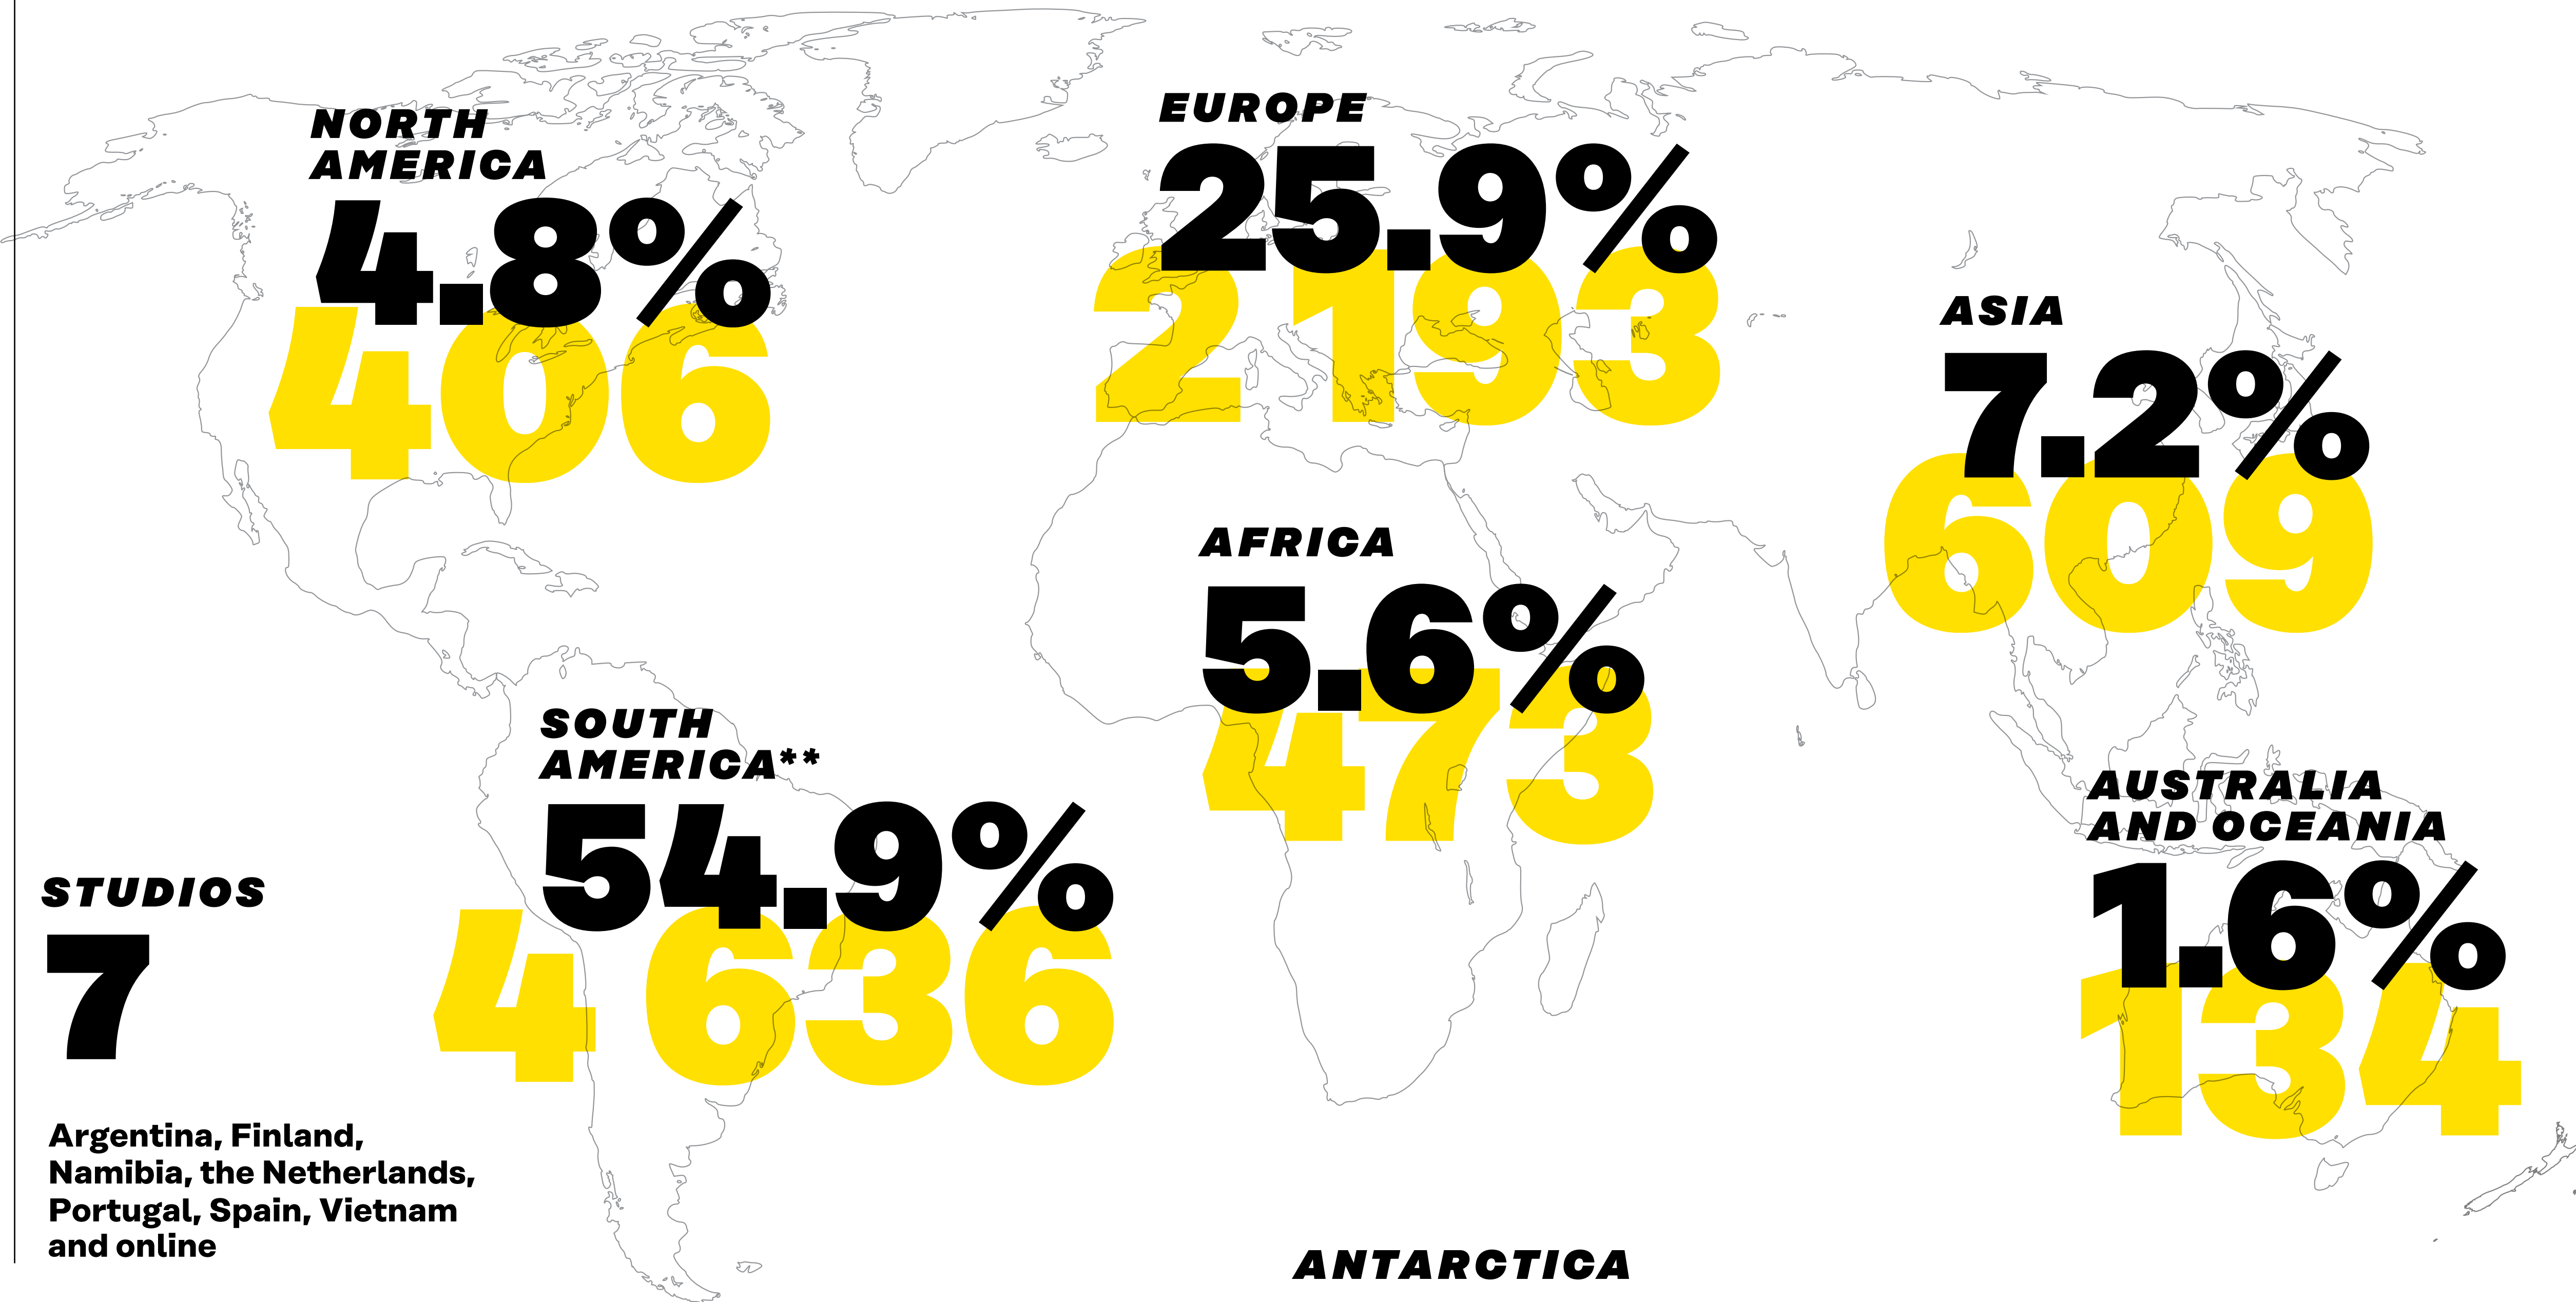 NORTH
AMERICA
4.8%
406
EUROPE
25.9%
2 193
ASIA
7.2%
609
AFRICA
5.6%
473
SOUTH
AMERICA**
54.9%
4 636
AUSTRALIA
AND OCEANIA
1.6%
134
STUDIOS
7
Argentina, Finland,
Namibia, the Netherlands,
Portugal, Spain, Vietnam
and online
ANTARCTICA